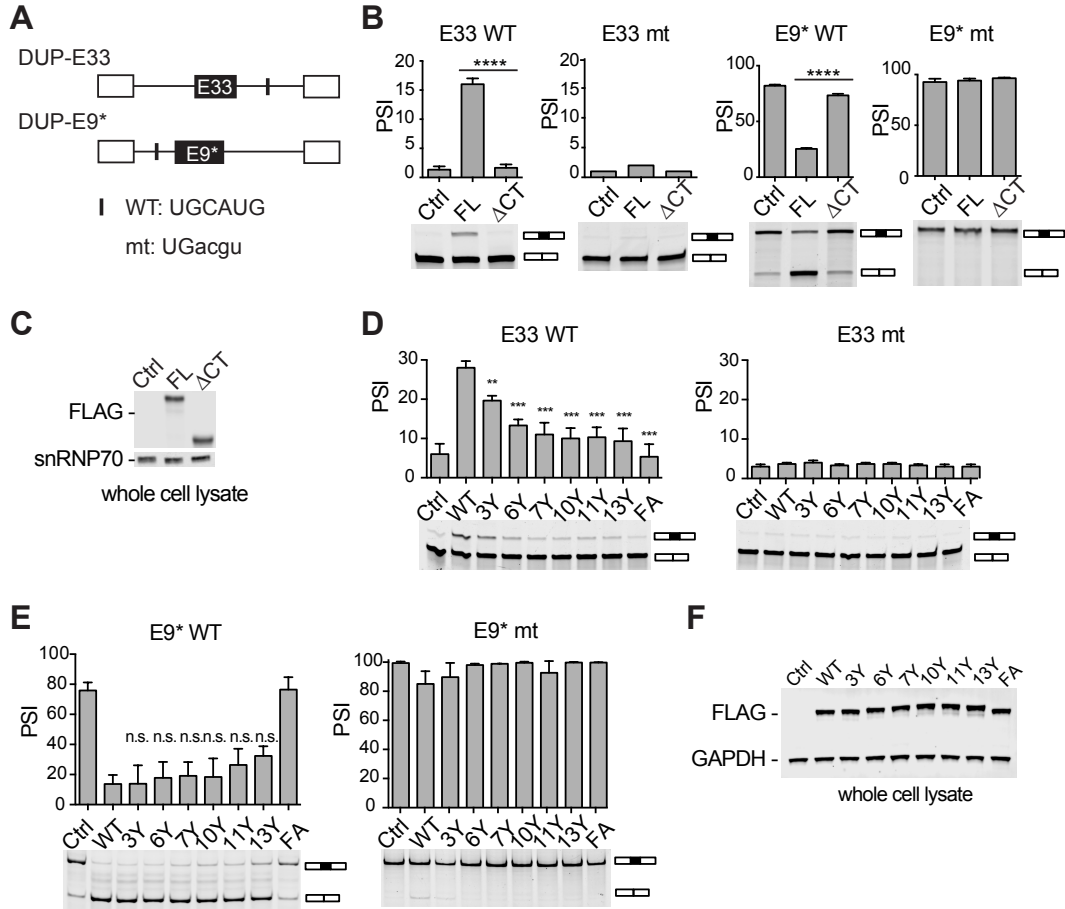 A
DUP-E33
E33
DUP-E9*
E9*
WT: UGCAUG
mt: UGacgu
B
E33 WT
20
15
10
5
0
PSI
****
Ctrl
FL
ΔCT
E33 mt
20
15
10
5
0
PSI
Ctrl
FL
ΔCT
E9* WT
100
50
0
PSI
****
Ctrl
FL
ΔCT
E9* mt
100
50
0
PSI
Ctrl
FL
ΔCT
C
Ctrl
FL
ΔCT
FLAG -
snRNP70 -
whole cell lysate
D
E33 WT
30
20
10
0
PSI
** *** *** *** *** *** ***
Ctrl WT 3Y 6Y 7Y 10Y 11Y 13Y FA
E33 mt
30
20
10
0
PSI
Ctrl WT 3Y 6Y 7Y 10Y 11Y 13Y FA
E
E9* WT
100
80
60
40
20
0
PSI
n.s. n.s. n.s. n.s. n.s. n.s.
Ctrl WT 3Y 6Y 7Y 10Y 11Y 13Y FA
E9* mt
100
80
60
40
20
0
PSI
Ctrl WT 3Y 6Y 7Y 10Y 11Y 13Y FA
F
Ctrl WT 3Y 6Y 7Y 10Y 11Y 13Y FA
FLAG -
GAPDH -
whole cell lysate